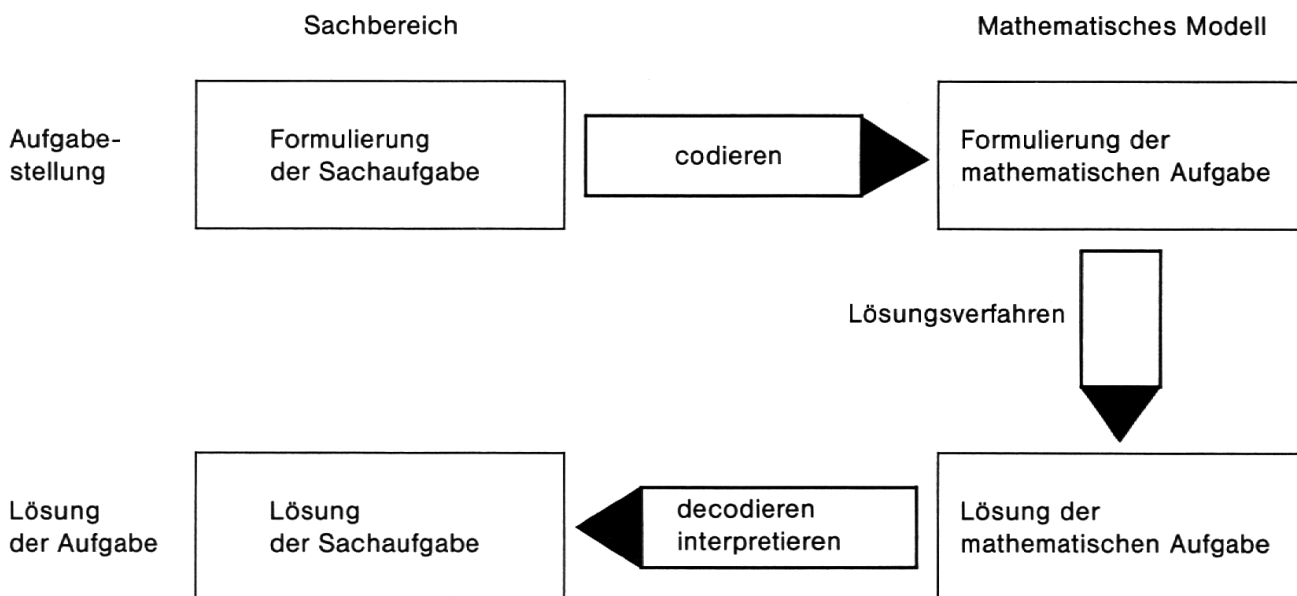 Sachbereich
Mathematisches Modell
Aufgabe-
stellung
Formulierung
der Sachaufgabe
codieren
Formulierung der
mathematischen Aufgabe
Lösungsverfahren
Lösung
der Aufgabe
Lösung
der Sachaufgabe
decodieren
interpretieren
Lösung der
mathematischen Aufgabe